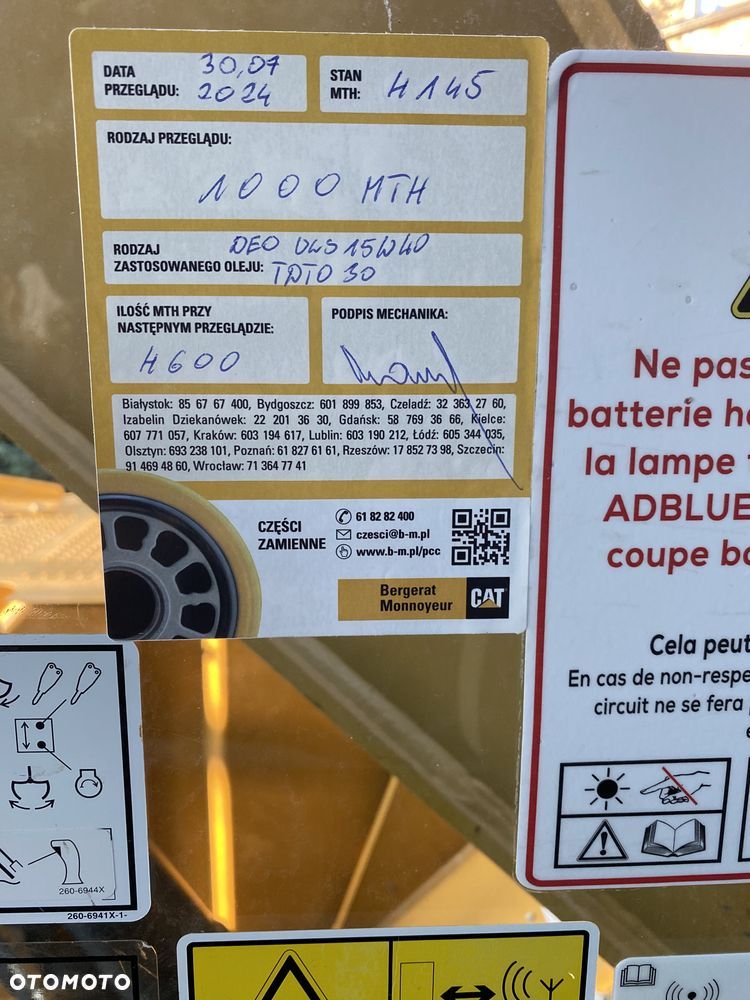 DATA
PRZEGLĄDU:
30,07
2024
STAN
MTH:
4145
RODZAJ PRZEGLĄDU:
1000 MTH
RODZAJ
ZASTOSOWANEGO OLEJU:
DEO ULS 15W40
TDTO 30
ILOŚĆ MTH PRZY
NASTĘPNYM PRZEGLĄDZIE:
4600
PODPIS MECHANIKA:
Białystok: 85 67 67 400, Bydgoszcz: 601 899 853, Czeladź: 32 363 27 60,
Izabelin Dziekanówek: 22 201 36 30, Gdańsk: 58 769 36 66, Kielce:
607 771 057, Kraków: 603 194 617, Lublin: 603 190 212, Łódź: 605 344 035,
Olsztyn: 693 238 101, Poznań: 61 827 61 61, Rzeszów: 17 852 73 98, Szczecin:
91 469 48 60, Wrocław: 71 364 77 41
CZĘŚCI
ZAMIENNE
61 82 82 400
czesci@b-m.pl
www.b-m.pl/pcc
Bergerat
Monnoyeur
CAT
Ne pas
batterie
la lampe
ADBLUE
coupe
Cela peut
En cas de non-respe
circuit ne se fera
260-6944X
260-6941X-1-
OTOMOTO